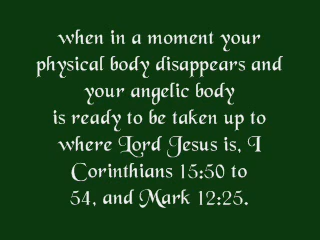 when in a moment your
physical body disappears and
your angelic body
is ready to be taken up to
where Lord Jesus is, I
Corinthians 15:50 to
54, and Mark 12:25.